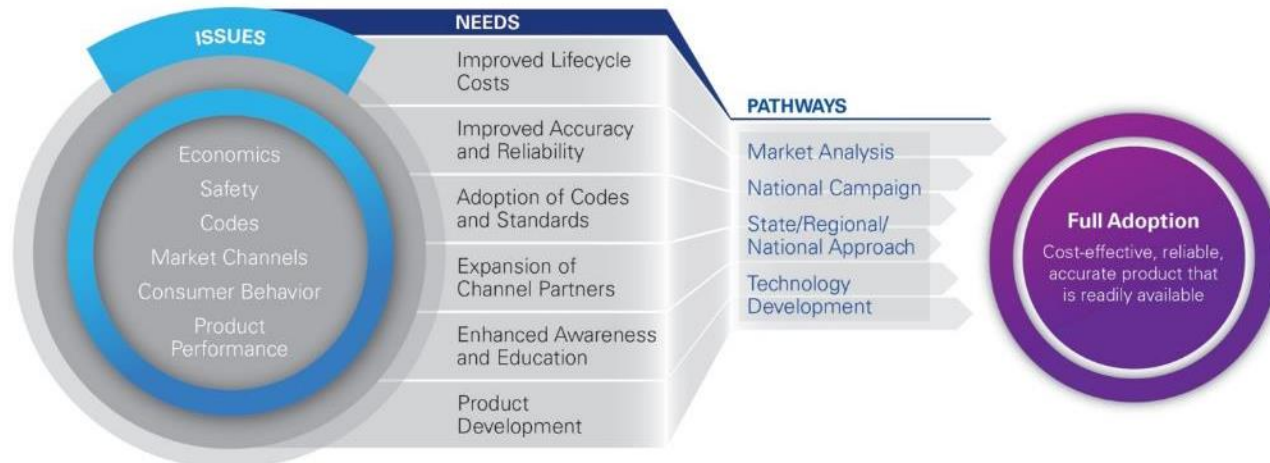 ISSUES
Economics
Safety
Codes
Market Channels
Consumer Behavior
Product
Performance
NEEDS
Improved Lifecycle
Costs
Improved Accuracy
and Reliability
Adoption of Codes
and Standards
Expansion of
Channel Partners
Enhanced Awareness
and Education
Product
Development
PATHWAYS
Market Analysis
National Campaign
State/Regional/
National Approach
Technology
Development
Full Adoption
Cost-effective, reliable,
accurate product that
is readily available